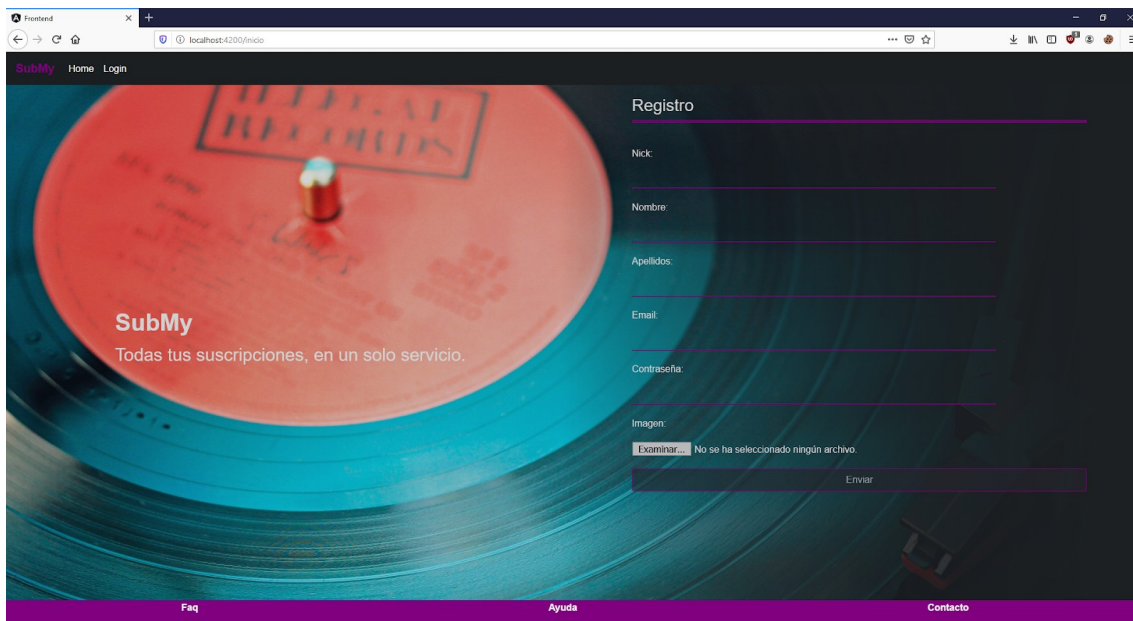 Frontend
localhost:4200/inicio
SubMy Home Login
RECORDS
SubMy
Todas tus suscripciones, en un solo servicio.
Registro
Nick:
Nombre:
Apellidos:
Email:
Contraseña:
Imagen:
Examinar... No se ha seleccionado ningún archivo.
Enviar
Faq Ayuda Contacto